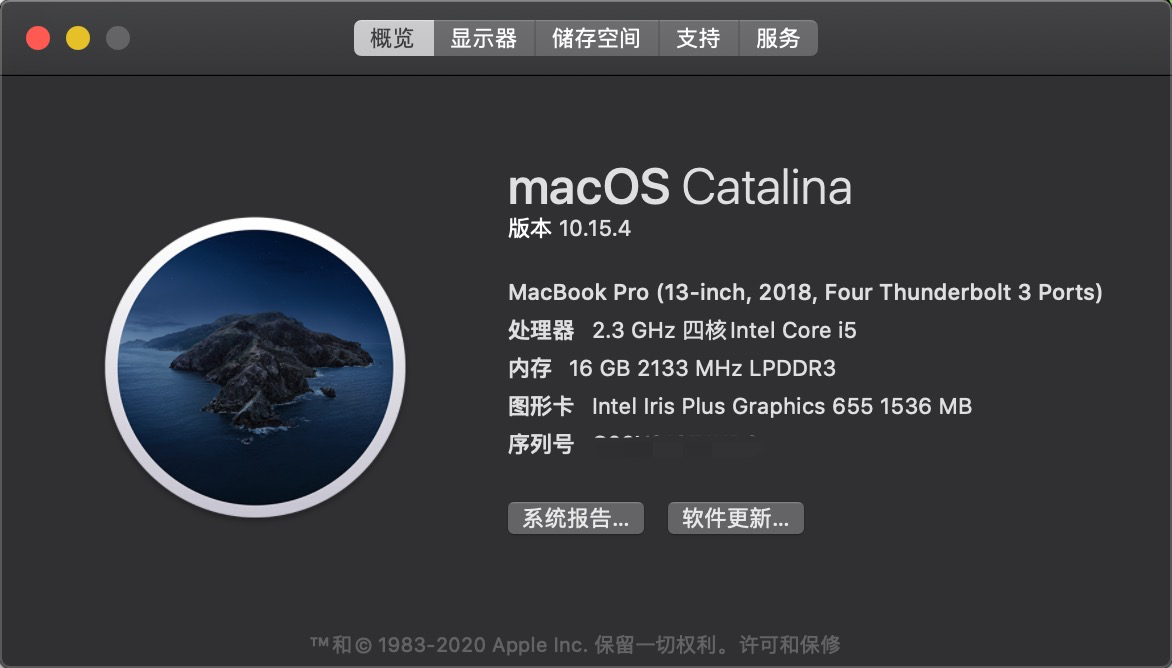 概览 显示器 储存空间 支持 服务
macOS Catalina
版本 10.15.4
MacBook Pro (13-inch, 2018, Four Thunderbolt 3 Ports)
处理器 2.3 GHz 四核Intel Core i5
内存 16 GB 2133 MHz LPDDR3
图形卡 Intel Iris Plus Graphics 655 1536 MB
序列号
系统报告... 软件更新...
™和© 1983-2020 Apple Inc. 保留一切权利。许可和保修